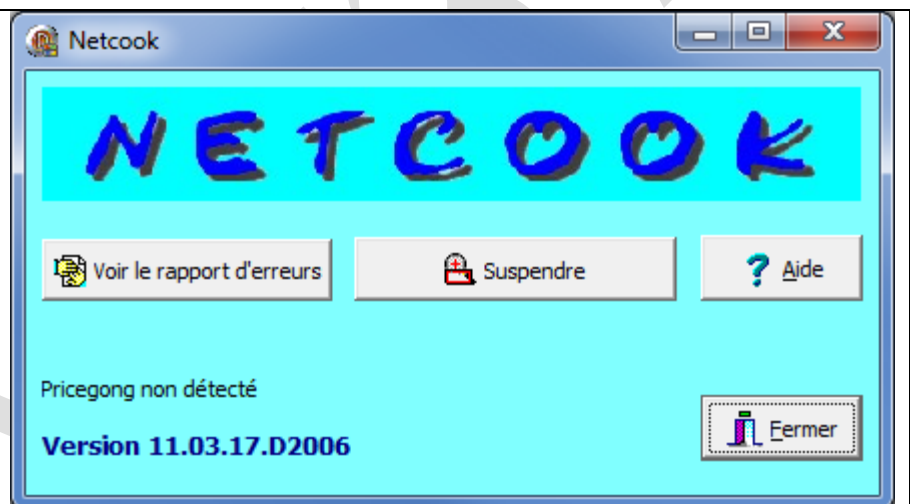 Netcook
NETCOOK
Voir le rapport d'erreurs
Suspendre
Aide
Pricegong non détecté
Version 11.03.17.D2006
Fermer